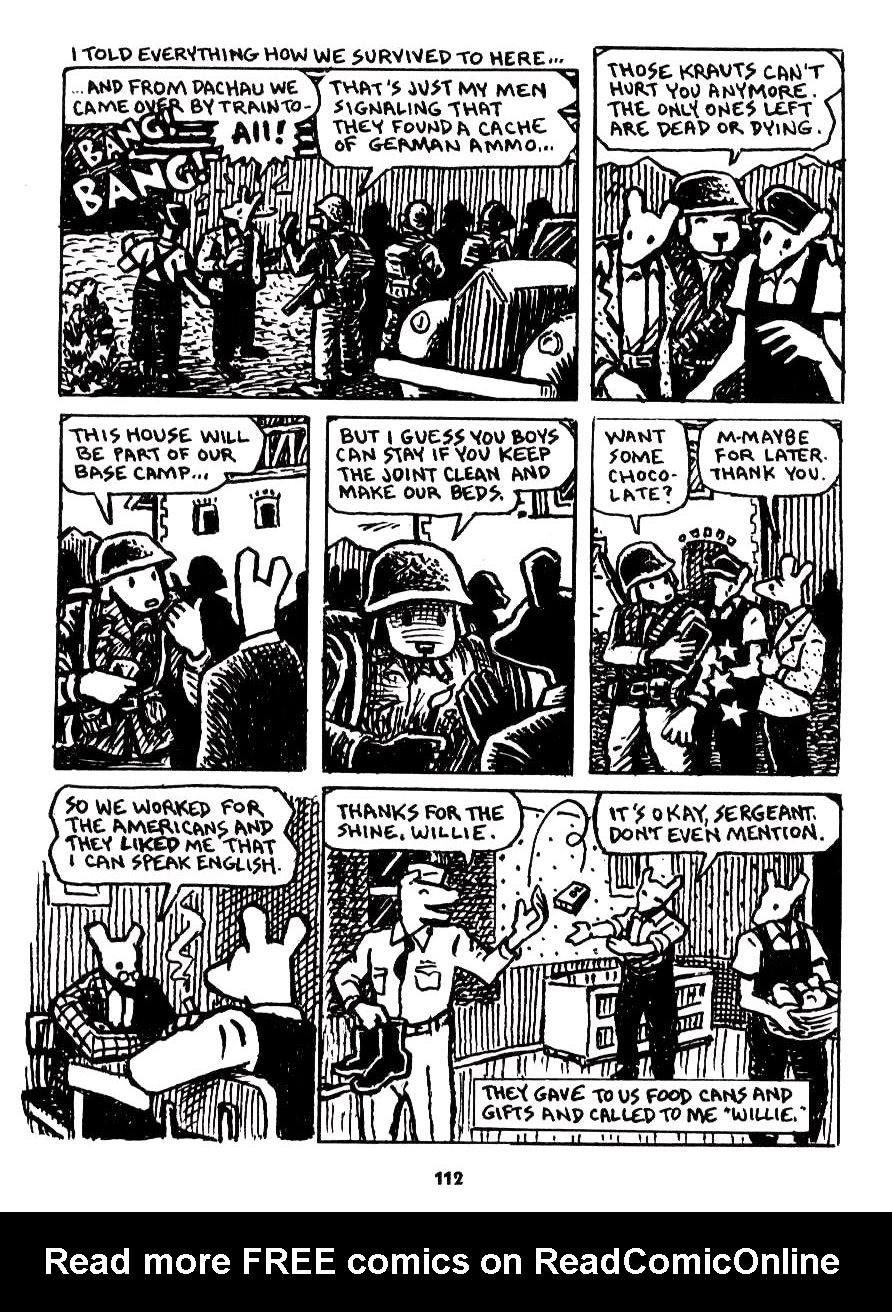 I TOLD EVERYTHING HOW WE SURVIVED TO HERE...
...AND FROM DACHAU WE
CAME OVER BY TRAIN TO-
AII!
BANG!
BANG!
THAT'S JUST MY MEN
SIGNALING THAT
THEY FOUND A CACHE
OF GERMAN AMMO...
THOSE KRAUTS CAN'T
HURT YOU ANYMORE.
THE ONLY ONES LEFT
ARE DEAD OR DYING.
THIS HOUSE WILL
BE PART OF OUR
BASE CAMP...
BUT I GUESS YOU BOYS
CAN STAY IF YOU KEEP
THE JOINT CLEAN AND
MAKE OUR BEDS.
WANT
SOME
CHOCO-
LATE?
M-MAYBE
FOR LATER.
THANK YOU.
SO WE WORKED FOR
THE AMERICANS AND
THEY LIKED ME THAT
I CAN SPEAK ENGLISH.
THANKS FOR THE
SHINE, WILLIE.
IT'S OKAY, SERGEANT.
DON'T EVEN MENTION.
THEY GAVE TO US FOOD CANS AND
GIFTS AND CALLED TO ME "WILLIE."
112
Read more FREE comics on ReadComicOnline